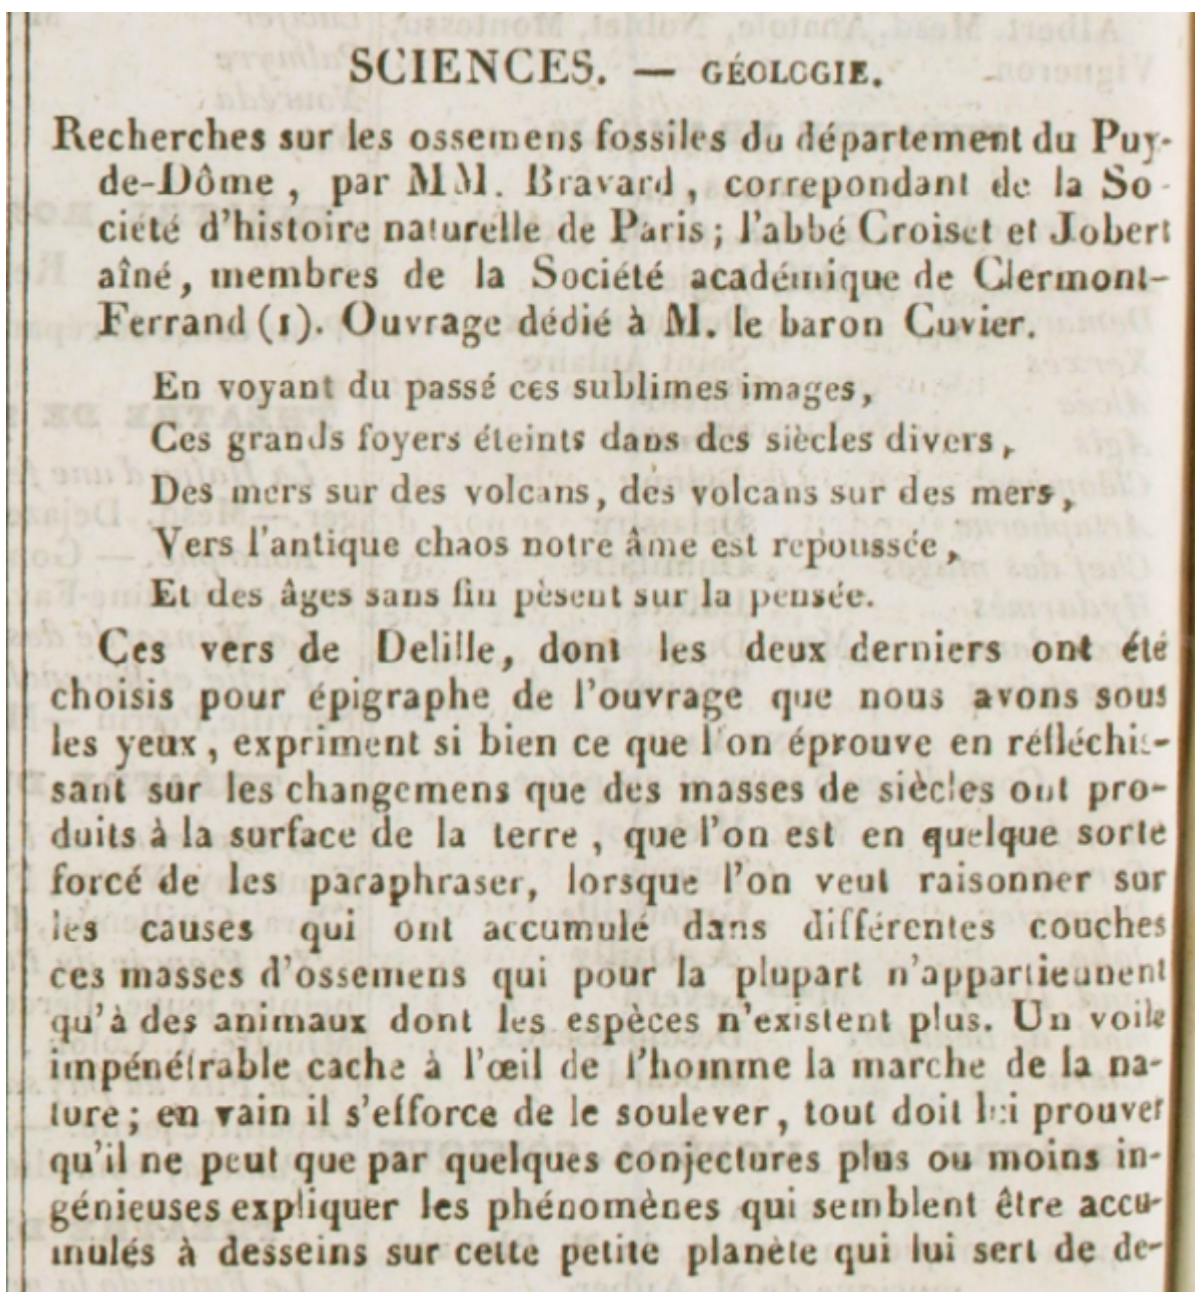 SCIENCES. — GÉOLOGIE.
Recherches sur les ossemens fossiles du département du Puy-
de-Dôme, par MM. Bravard, correpondant de la So-
ciété d'histoire naturelle de Paris; l'abbé Croiset et Jobert
aîné, membres de la Société académique de Clermont-
Ferrand (1). Ouvrage dédié à M. le baron Cuvier.
En voyant du passé ces sublimes images,
Ces grands foyers éteints dans des siècles divers,
Des mers sur des volcans, des volcans sur des mers,
Vers l'antique chaos notre âme est repoussée,
Et des âges sans fin pèsent sur la pensée.
Ces vers de Delille, dont les deux derniers ont été
choisis pour épigraphe de l'ouvrage que nous avons sous
les yeux, expriment si bien ce que l'on éprouve en réfléchis-
sant sur les changemens que des masses de siècles ont pro-
duits à la surface de la terre, que l'on est en quelque sorte
forcé de les paraphraser, lorsque l'on veut raisonner sur
les causes qui ont accumulé dans différentes couches
ces masses d'ossemens qui pour la plupart n'appartiennent
qu'à des animaux dont les espèces n'existent plus. Un voile
impénétrable cache à l'œil de l'homme la marche de la na-
ture; en vain il s'efforce de le soulever, tout doit lui prouver
qu'il ne peut que par quelques conjectures plus ou moins in-
génieuses expliquer les phénomènes qui semblent être accu-
mulés à desseins sur cette petite planète qui lui sert de de-